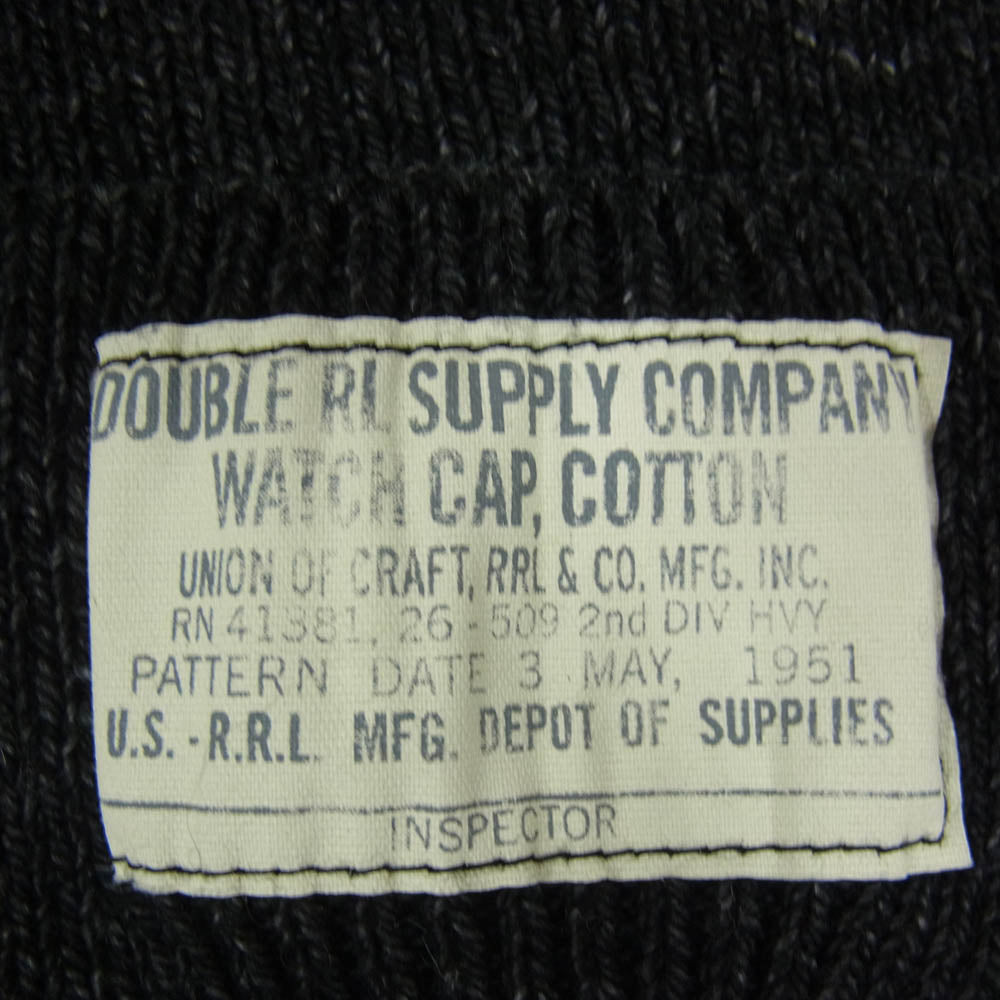 DOUBLE RL SUPPLY COMPANY
WATCH CAP, COTTON
UNION OF CRAFT, RRL & CO. MFG. INC.
RN 41381, 26-509 2nd DIV HVY
PATTERN DATE 3 MAY, 1951
U.S.-R.R.L. MFG. DEPOT OF SUPPLIES
INSPECTOR